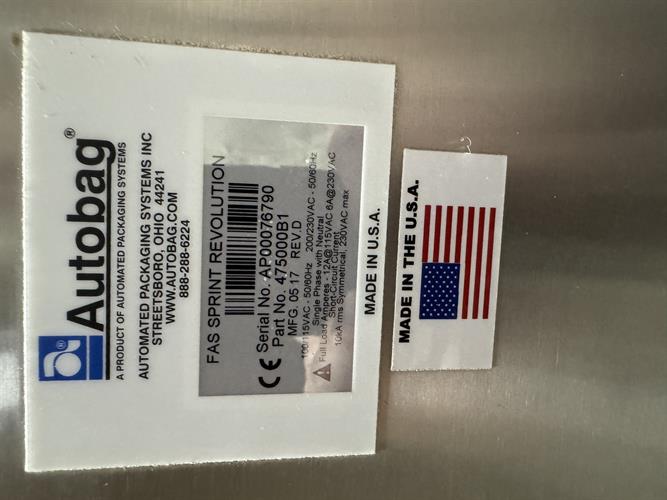 Autobag®
A PRODUCT OF AUTOMATED PACKAGING SYSTEMS
AUTOMATED PACKAGING SYSTEMS INC
STREETSBORO, OHIO 44241
WWW.AUTOBAG.COM
888-288-6224
FAS SPRINT REVOLUTION
CE Serial No. AP00076790
Part No. 475000B1
MFG. 05 17 REV.D
100/115VAC - 50/60Hz 200/230VAC - 50/60Hz
Single Phase with Neutral
Full Load Amperes - 12A@115VAC 6A@230VAC
Short-Circuit Current
10kA rms Symmetrical, 230VAC max
MADE IN U.S.A.
MADE IN THE U.S.A.